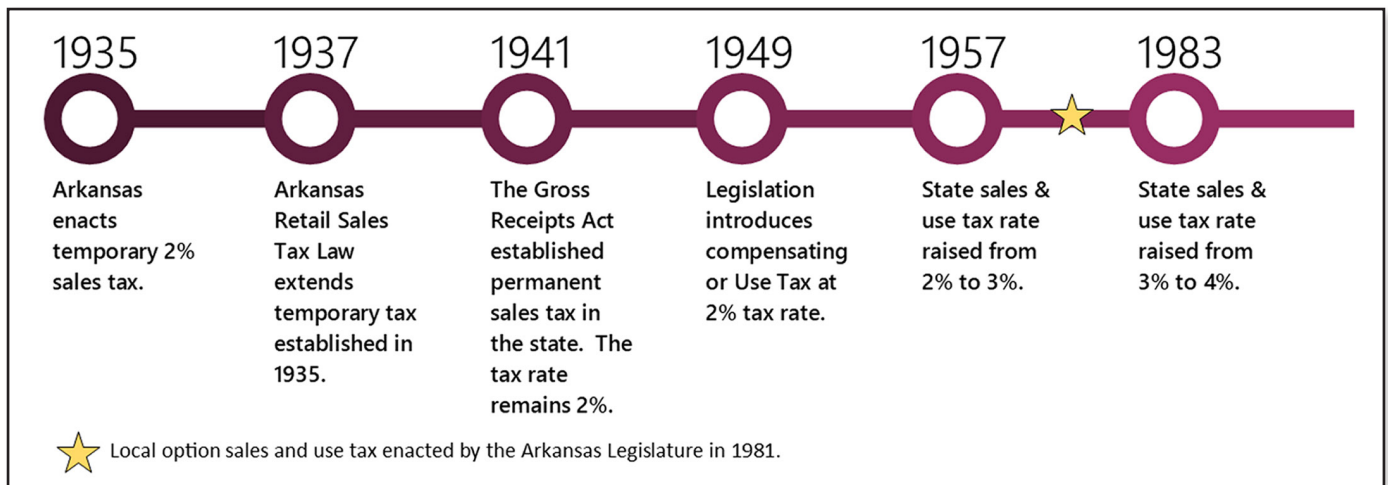 1935
Arkansas
enacts
temporary 2%
sales tax.
1937
Arkansas
Retail Sales
Tax Law
extends
temporary tax
established in
1935.
1941
The Gross
Receipts Act
established
permanent
sales tax in
the state.  The
tax rate
remains 2%.
1949
Legislation
introduces
compensating
or Use Tax at
2% tax rate.
1957
State sales &
use tax rate
raised from
2% to 3%.
1983
State sales &
use tax rate
raised from
3% to 4%.
Local option sales and use tax enacted by the Arkansas Legislature in 1981.